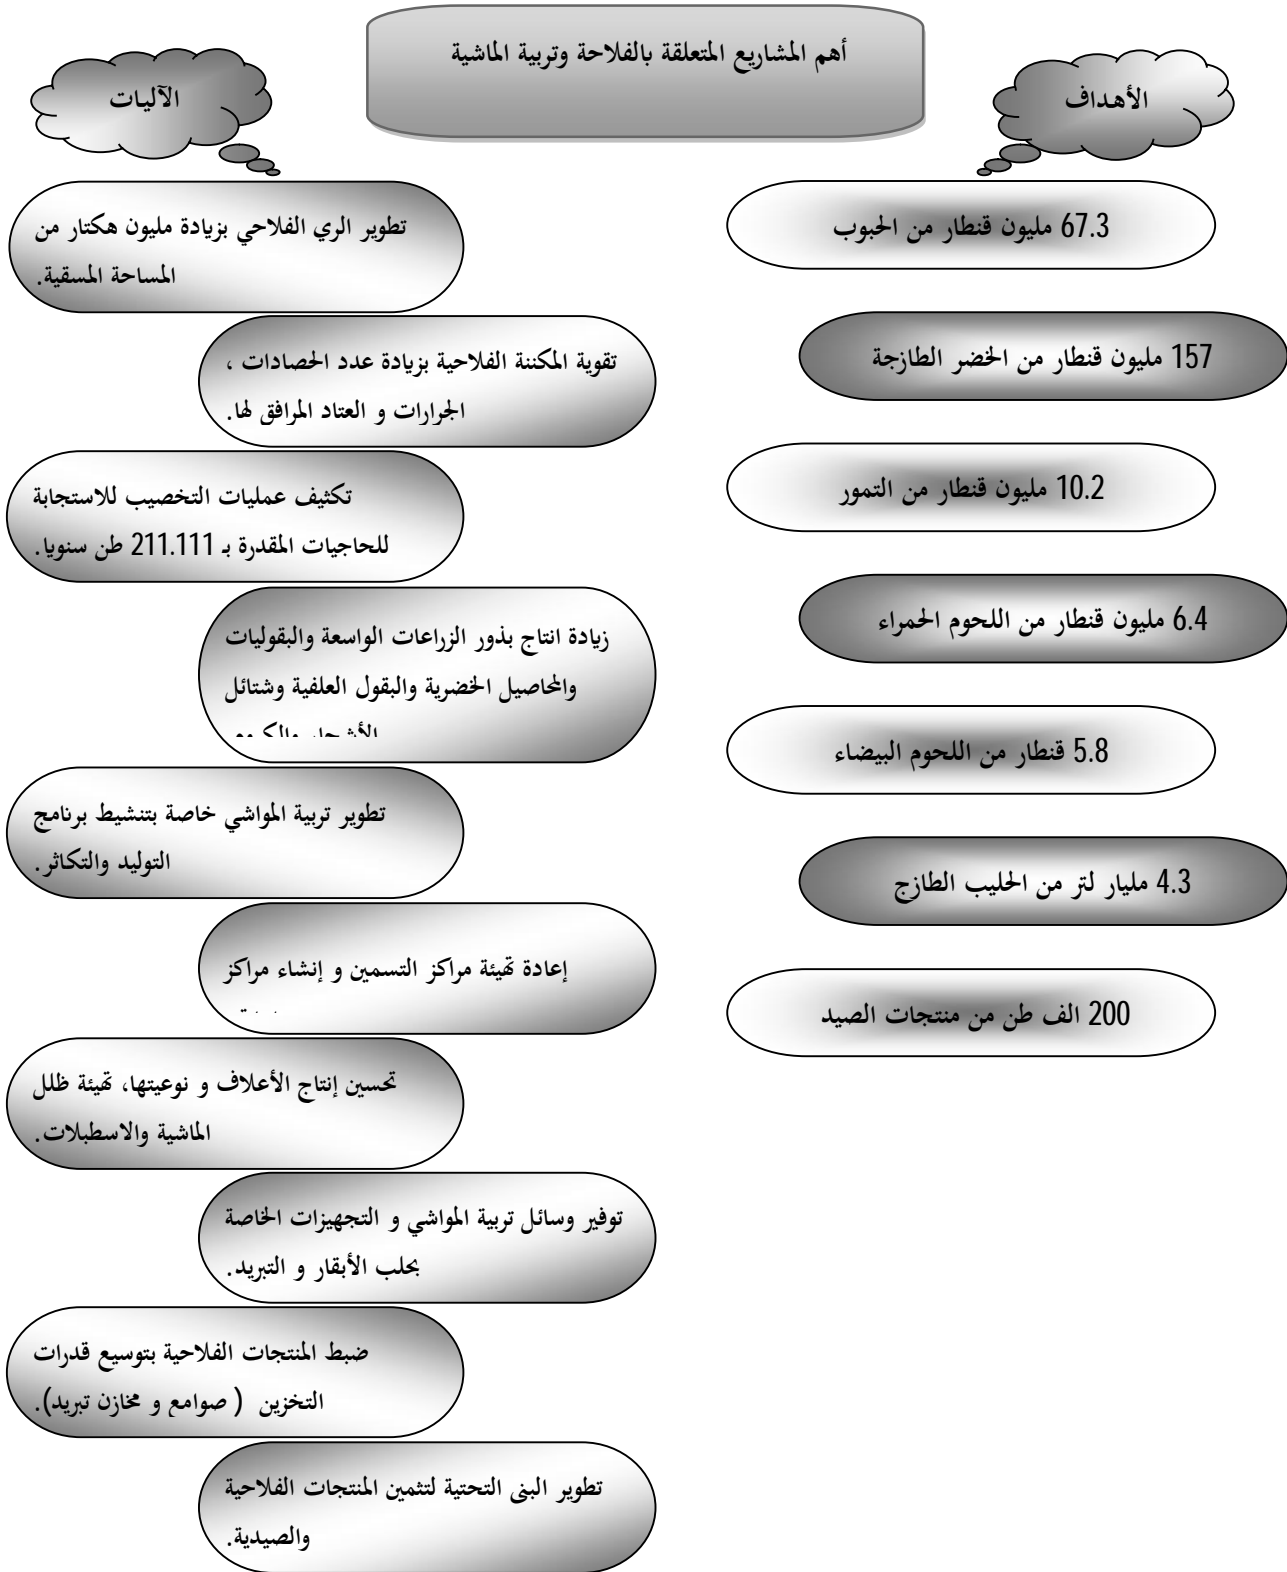 أهم المشاريع المتعلقة بالفلاحة وتربية الماشية
الأهداف
67.3 مليون قنطار من الحبوب
157 مليون قنطار من الخضر الطازجة
10.2 مليون قنطار من التمور
6.4 مليون قنطار من اللحوم الحمراء
5.8 قنطار من اللحوم البيضاء
4.3 مليار لتر من الحليب الطازج
200 الف طن من منتجات الصيد
الآليات
تطوير الري الفلاحي بزيادة مليون هكتار من
المساحة المسقية.
تقوية المكننة الفلاحية بزيادة عدد الحصادات ،
الجرارات و العتاد المرافق لها.
تكثيف عمليات التخصيب للاستجابة
للحاجيات المقدرة بـ 211.111 طن سنويا.
زيادة انتاج بذور الزراعات الواسعة والبقوليات
والمحاصيل الخضرية والبقول العلفية وشتائل
الأشجار والكروم.
تطوير تربية المواشي خاصة بتنشيط برنامج
التوليد والتكاثر.
إعادة تهيئة مراكز التسمين و إنشاء مراكز
تحسين إنتاج الأعلاف و نوعيتها، تهيئة ظلل
الماشية والاسطبلات.
توفير وسائل تربية المواشي و التجهيزات الخاصة
بحلب الأبقار و التبريد.
ضبط المنتجات الفلاحية بتوسيع قدرات
التخزين ( صوامع و مخازن تبريد).
تطوير البنى التحتية لتثمين المنتجات الفلاحية
والصيدية.